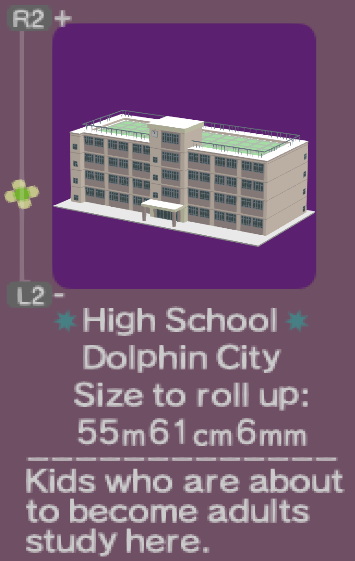 R2 +
L2 -
High School
Dolphin City
Size to roll up:
55m61cm6mm
Kids who are about
to become adults
study here.